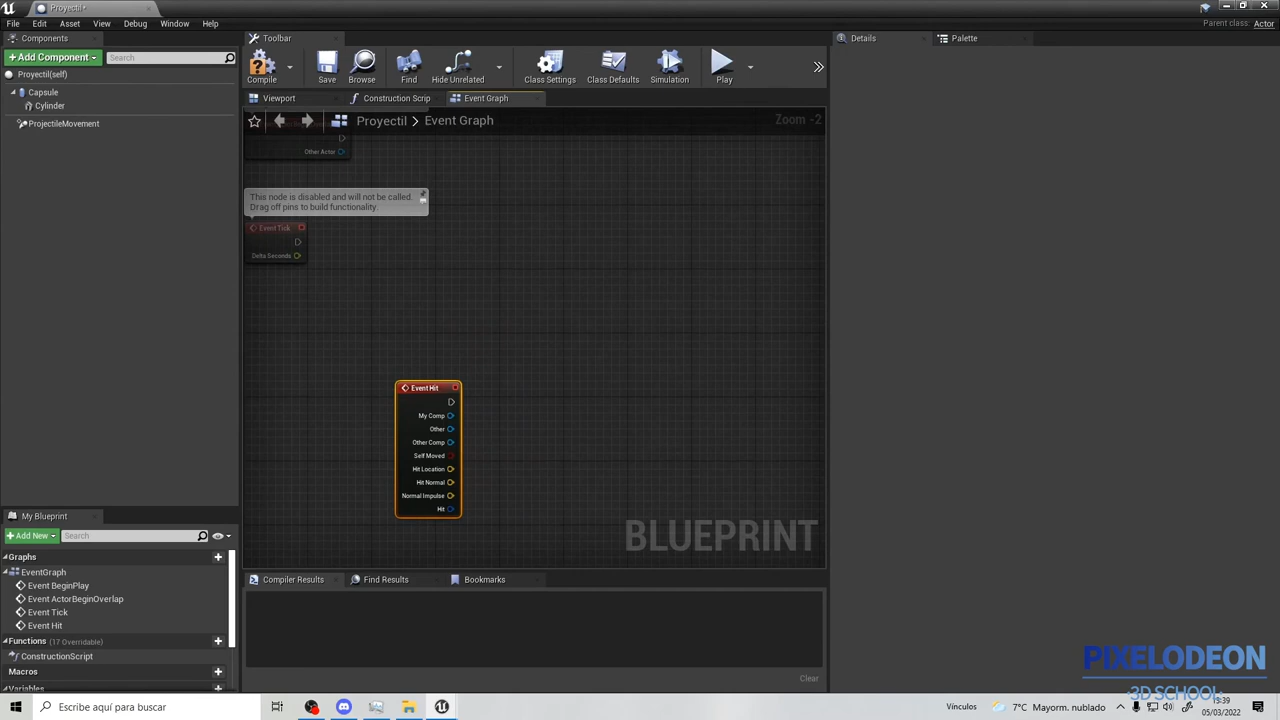 Proyectil*
File Edit Asset View Debug Window Help
Parent class: Actor
Components
Toolbar
Details
Palette
+Add Component
Search
Compile
Save
Browse
Find
Hide Unrelated
Class Settings
Class Defaults
Simulation
Play
Proyectil(self)
Capsule
Cylinder
ProjectileMovement
Viewport
Construction Scrip
Event Graph
Proyectil > Event Graph
Zoom -2
Other Actor
This node is disabled and will not be called.
Drag off pins to build functionality.
Event Tick
Delta Seconds
Event Hit
My Comp
Other
Other Comp
Self Moved
Hit Location
Hit Normal
Normal Impulse
Hit
BLUEPRINT
My Blueprint
+Add New
Search
Graphs
EventGraph
Event BeginPlay
Event ActorBeginOverlap
Event Tick
Event Hit
Functions (17 Overridable)
ConstructionScript
Macros
Variables
Compiler Results
Find Results
Bookmarks
Clear
PIXELODEON
3D SCHOOL
Escribe aquí para buscar
Vínculos
7°C Mayorm. nublado
15:39
05/03/2022